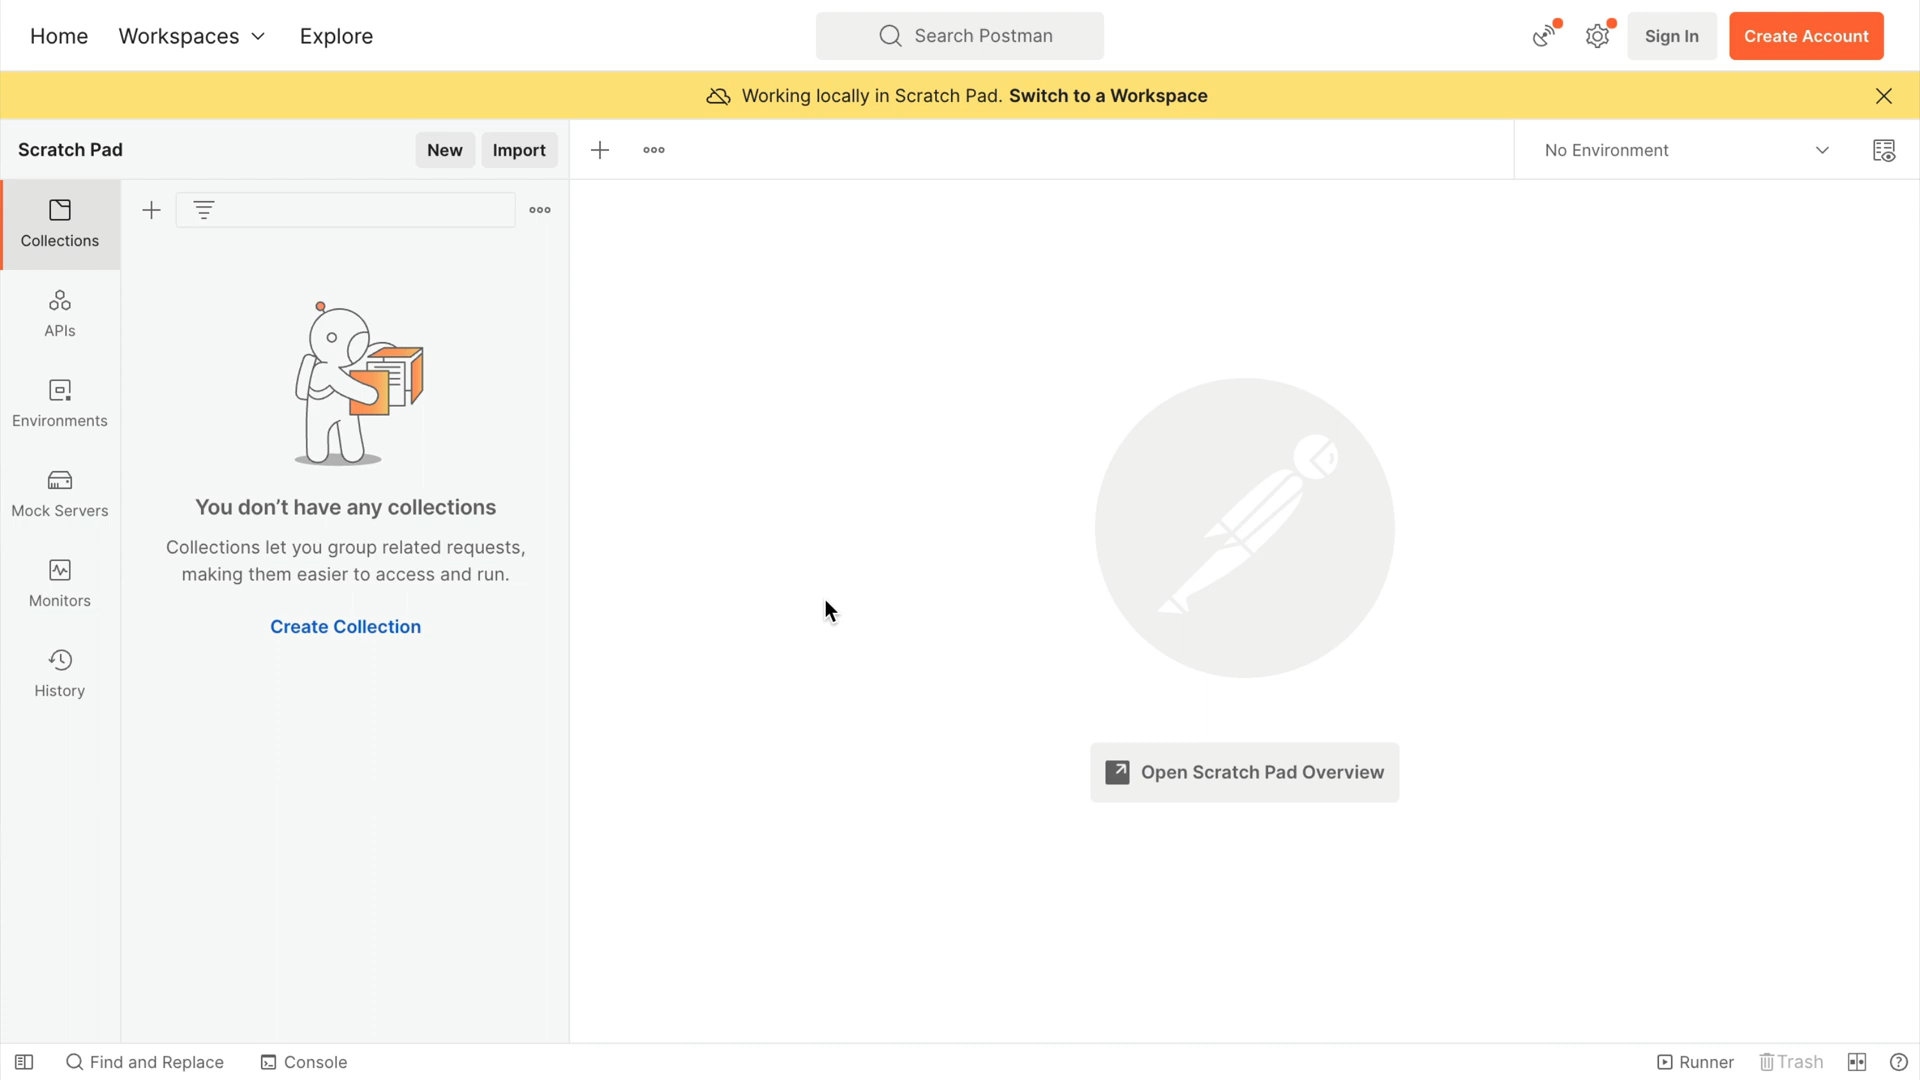 Home Workspaces Explore Search Postman Sign In Create Account
Working locally in Scratch Pad. Switch to a Workspace
Scratch Pad New Import No Environment
Collections
APIs
Environments
Mock Servers
Monitors
History
You don’t have any collections
Collections let you group related requests,
making them easier to access and run.
Create Collection
Open Scratch Pad Overview
Find and Replace Console Runner Trash